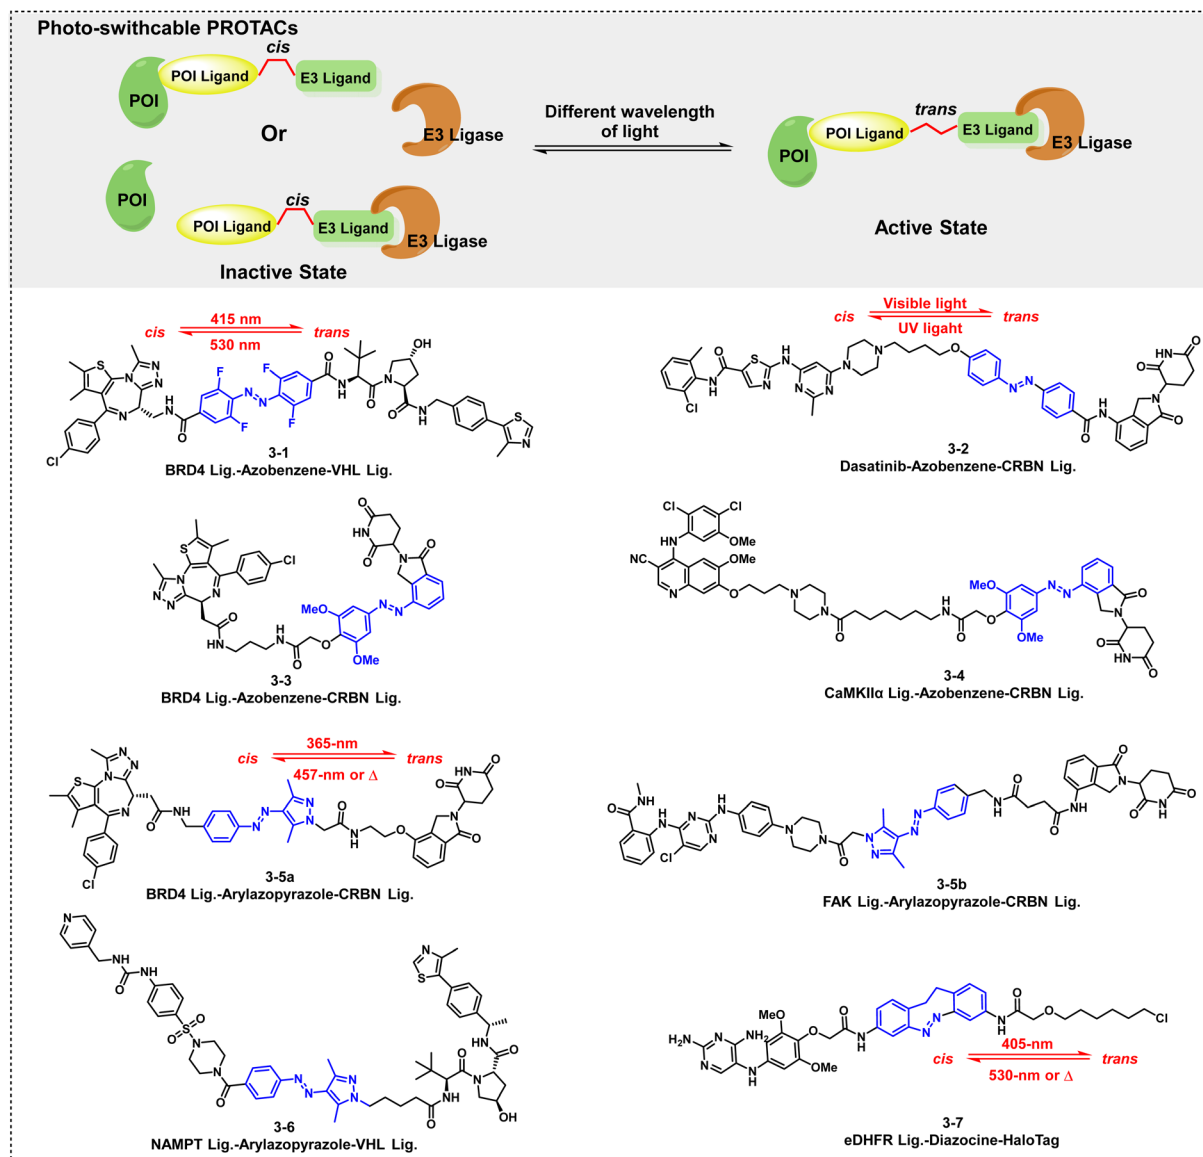 Photo-swithcable PROTACs
cis
POI Ligand
E3 Ligand
POI
Or
E3 Ligase
POI
cis
POI Ligand
E3 Ligand
E3 Ligase
Inactive State
Different wavelength
of light
trans
POI Ligand
E3 Ligand
POI
E3 Ligase
Active State
415 nm
cis
trans
530 nm
3-1
BRD4 Lig.-Azobenzene-VHL Lig.
Visible light
cis
trans
UV ligaht
3-2
Dasatinib-Azobenzene-CRBN Lig.
3-3
BRD4 Lig.-Azobenzene-CRBN Lig.
3-4
CaMKIIα Lig.-Azobenzene-CRBN Lig.
365-nm
cis
trans
457-nm or Δ
3-5a
BRD4 Lig.-Arylazopyrazole-CRBN Lig.
3-5b
FAK Lig.-Arylazopyrazole-CRBN Lig.
3-6
NAMPT Lig.-Arylazopyrazole-VHL Lig.
405-nm
cis
trans
530-nm or Δ
3-7
eDHFR Lig.-Diazocine-HaloTag